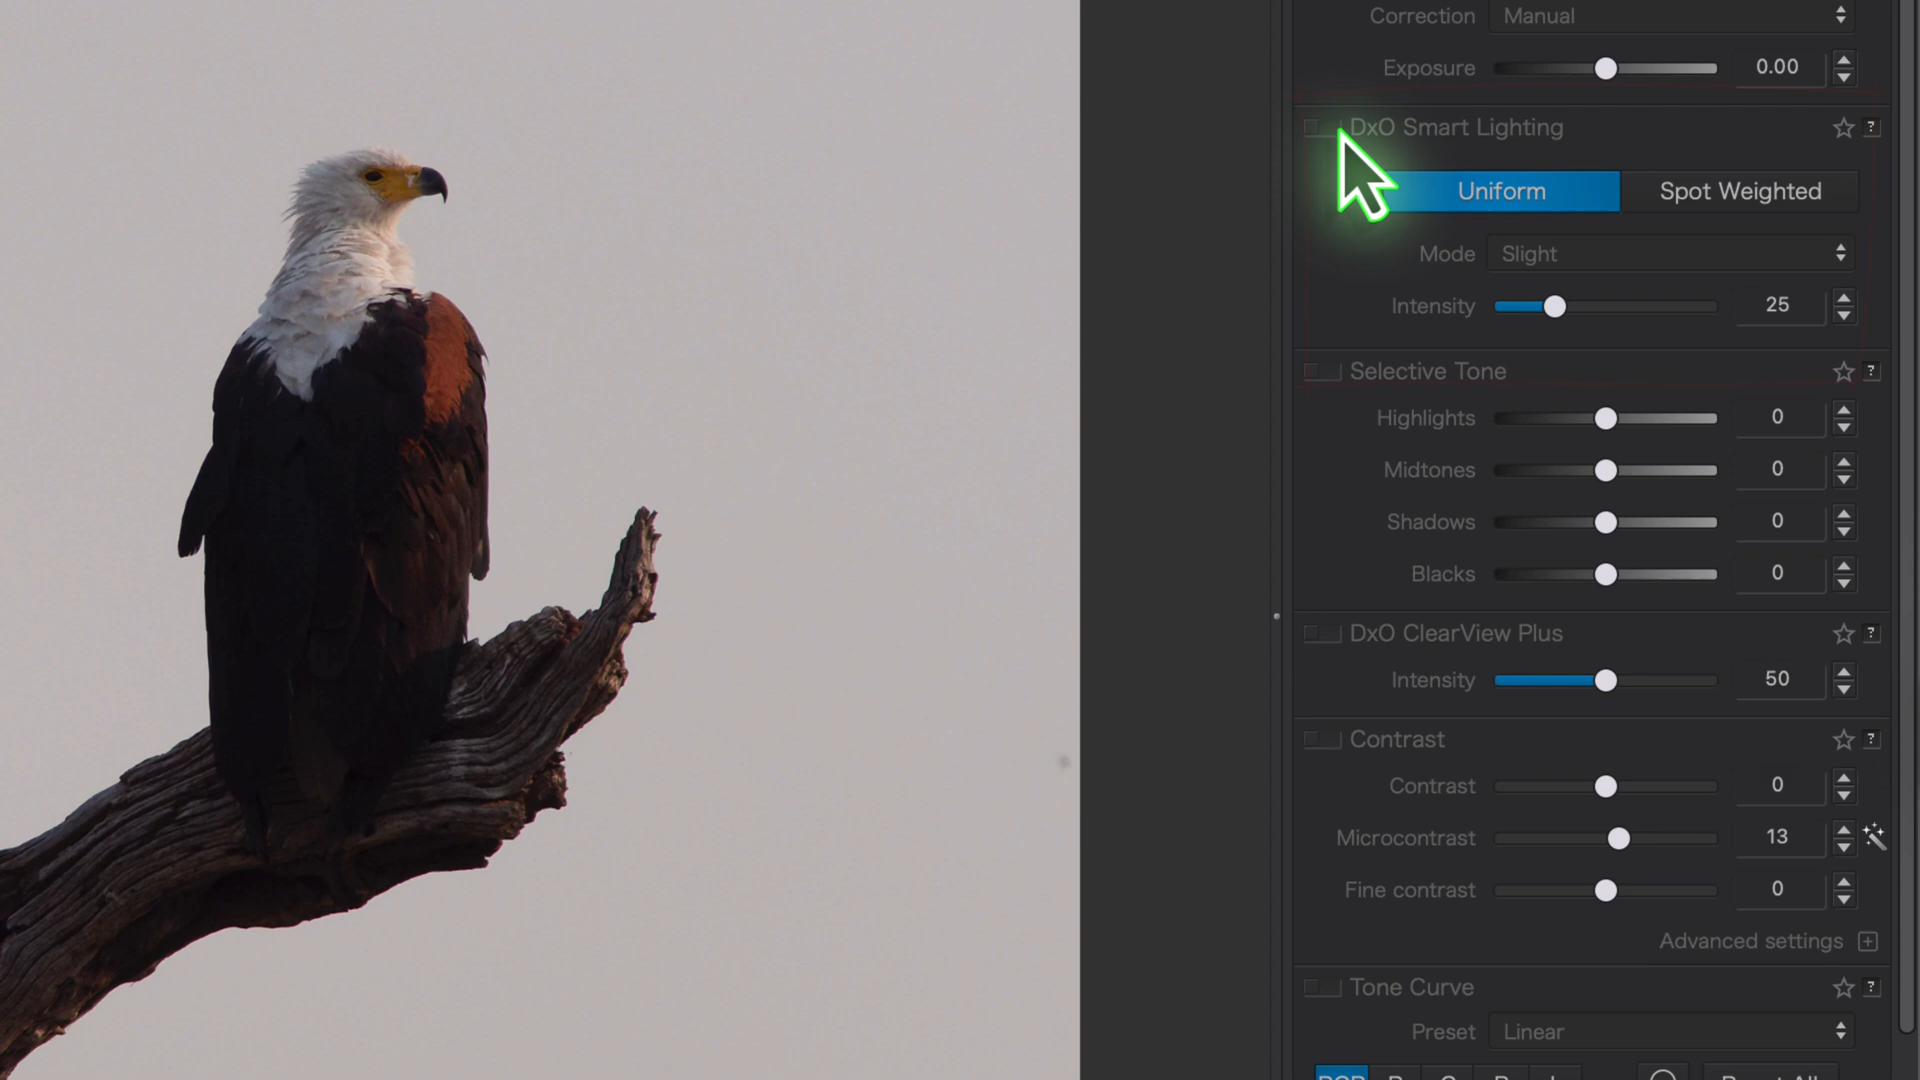 Correction Manual
Exposure 0.00
DxO Smart Lighting ?
Uniform Spot Weighted
Mode Slight
Intensity 25
Selective Tone ?
Highlights 0
Midtones 0
Shadows 0
Blacks 0
DxO ClearView Plus ?
Intensity 50
Contrast ?
Contrast 0
Microcontrast 13
Fine contrast 0
Advanced settings +
Tone Curve ?
Preset Linear